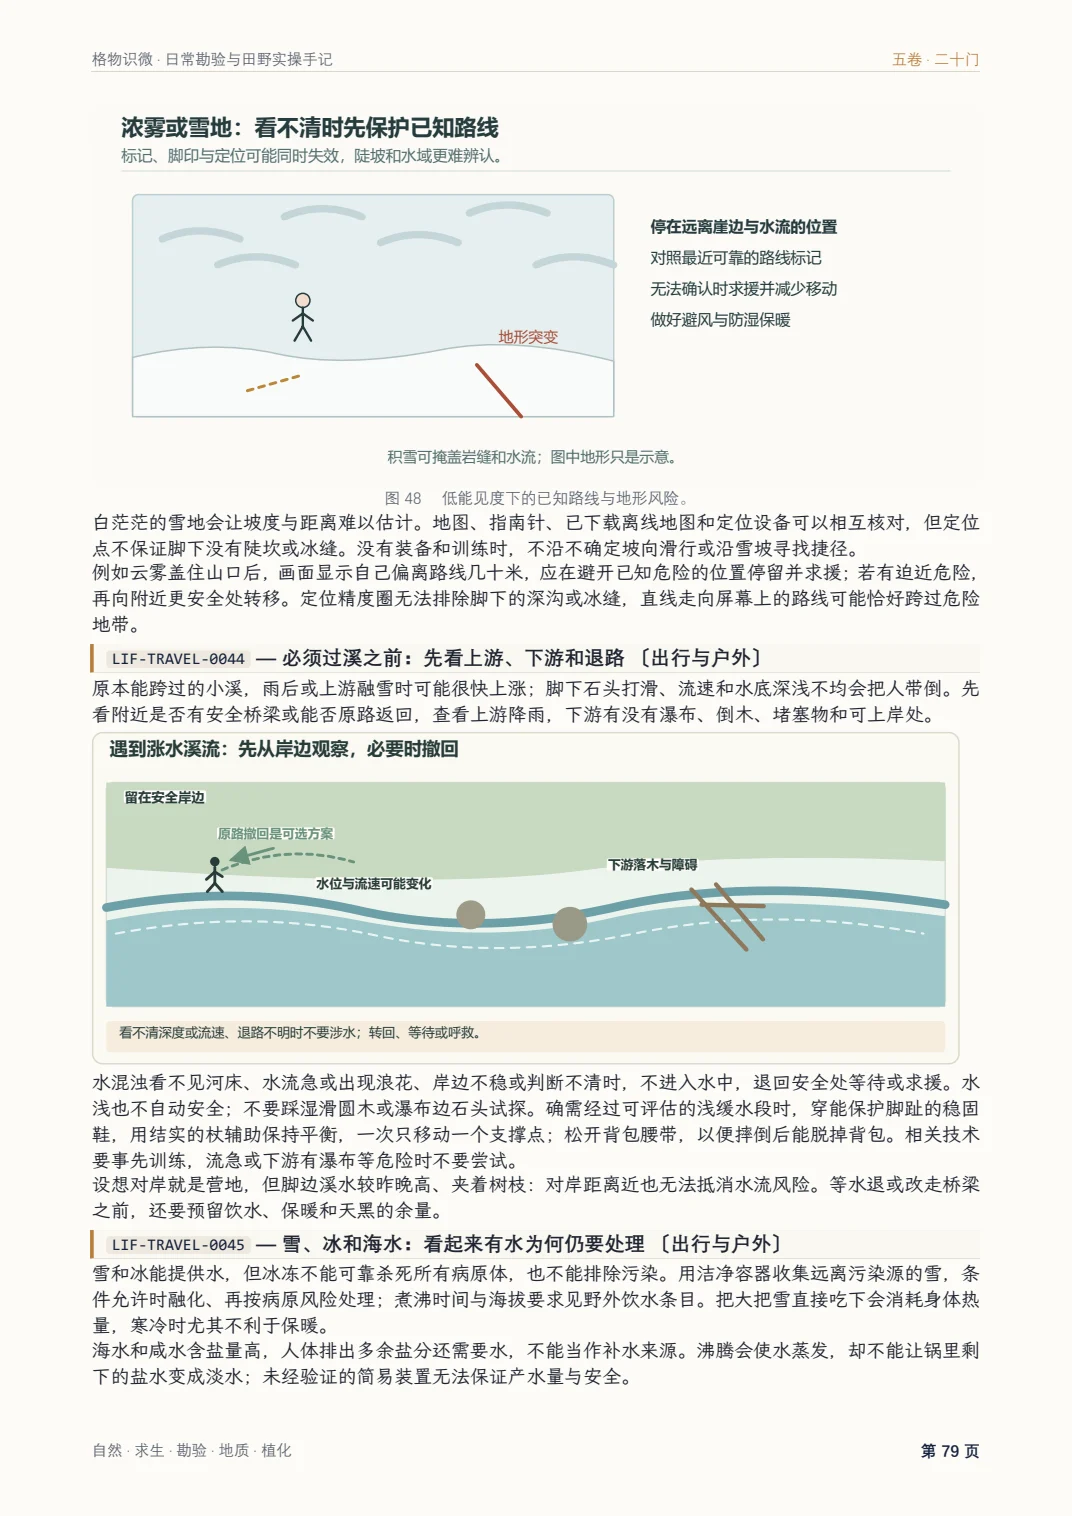 格物识微 · 日常勘验与田野实操手记
五卷 · 二十门
浓雾或雪地：看不清时先保护已知路线
标记、脚印与定位可能同时失效，陡坡和水域更难辨认。
停在远离崖边与水流的位置
对照最近可靠的路线标记
无法确认时求援并减少移动
做好避风与防湿保暖
地形突变
积雪可掩盖岩缝和水流；图中地形只是示意。
图 48 低能见度下的已知路线与地形风险。
白茫茫的雪地会让坡度与距离难以估计。地图、指南针、已下载离线地图和定位设备可以相互核对，但定位
点不保证脚下没有陡坎或冰缝。没有装备和训练时，不沿不确定坡向滑行或沿雪坡寻找捷径。
例如云雾盖住山口后，画面显示自己偏离路线几十米，应在避开已知危险的位置停留并求援；若有迫近危险，
再向附近更安全处转移。定位精度圈无法排除脚下的深沟或冰缝，直线走向屏幕上的路线可能恰好跨过危险
地带。
LIF-TRAVEL-0044 — 必须过溪之前：先看上游、下游和退路 〔出行与户外〕
原本能跨过的小溪，雨后或上游融雪时可能很快上涨；脚下石头打滑、流速和水底深浅不均会把人带倒。先
看附近是否有安全桥梁或能否原路返回，查看上游降雨，下游有没有瀑布、倒木、堵塞物和可上岸处。
遇到涨水溪流：先从岸边观察，必要时撤回
留在安全岸边
原路撤回是可选方案
水位与流速可能变化
下游落木与障碍
看不清深度或流速、退路不明时不要涉水；转回、等待或呼救。
水混浊看不见河床、水流急或出现浪花、岸边不稳或判断不清时，不进入水中，退回安全处等待或求援。水
浅也不自动安全；不要踩湿滑圆木或瀑布边石头试探。确需经过可评估的浅缓水段时，穿能保护脚趾的稳固
鞋，用结实的杖辅助保持平衡，一次只移动一个支撑点；松开背包腰带，以便摔倒后能脱掉背包。相关技术
要事先训练，流急或下游有瀑布等危险时不要尝试。
设想对岸就是营地，但脚边溪水较昨晚高、夹着树枝：对岸距离近也无法抵消水流风险。等水退或改走桥梁
之前，还要预留饮水、保暖和天黑的余量。
LIF-TRAVEL-0045 — 雪、冰和海水：看起来有水为何仍要处理 〔出行与户外〕
雪和冰能提供水，但冰冻不能可靠杀死所有病原体，也不能排除污染。用洁净容器收集远离污染源的雪，条
件允许时融化、再按病原风险处理；煮沸时间与海拔要求见野外饮水条目。把大把雪直接吃下会消耗身体热
量，寒冷时尤其不利于保暖。
海水和咸水含盐量高，人体排出多余盐分还需要水，不能当作补水来源。沸腾会使水蒸发，却不能让锅里剩
下的盐水变成淡水；未经验证的简易装置无法保证产水量与安全。
自然 · 求生 · 勘验 · 地质 · 植化
第 79 页